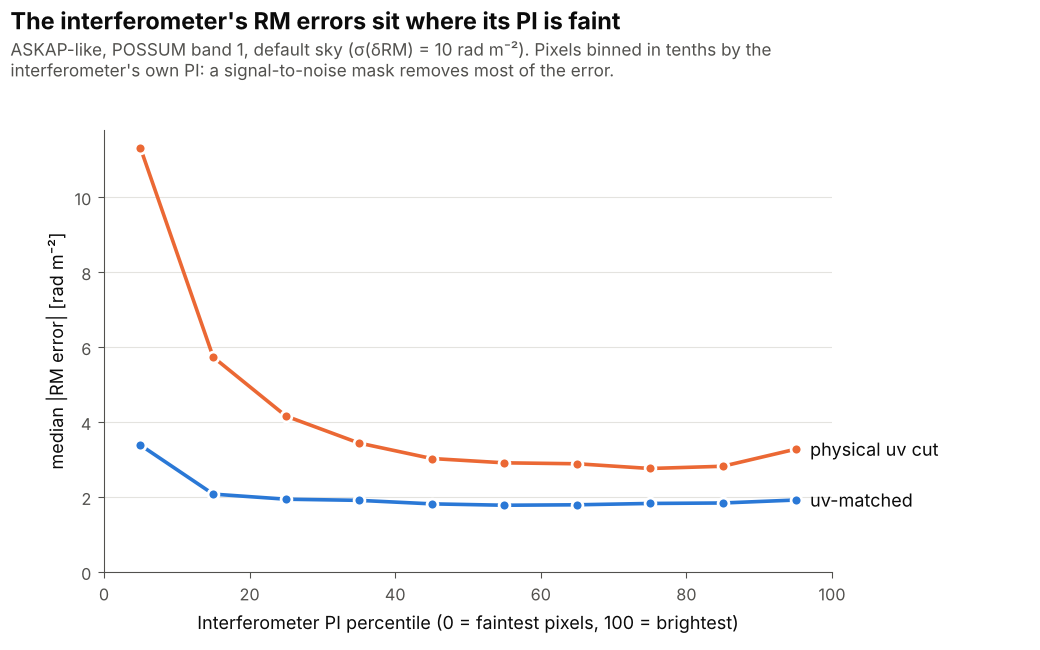 The interferometer's RM errors sit where its PI is faint
ASKAP-like, POSSUM band 1, default sky (σ(δRM) = 10 rad m⁻²). Pixels binned in tenths by the
interferometer's own PI: a signal-to-noise mask removes most of the error.
median |RM error| [rad m⁻²]
10
8
6
4
2
0
physical uv cut
uv-matched
0 20 40 60 80 100
Interferometer PI percentile (0 = faintest pixels, 100 = brightest)